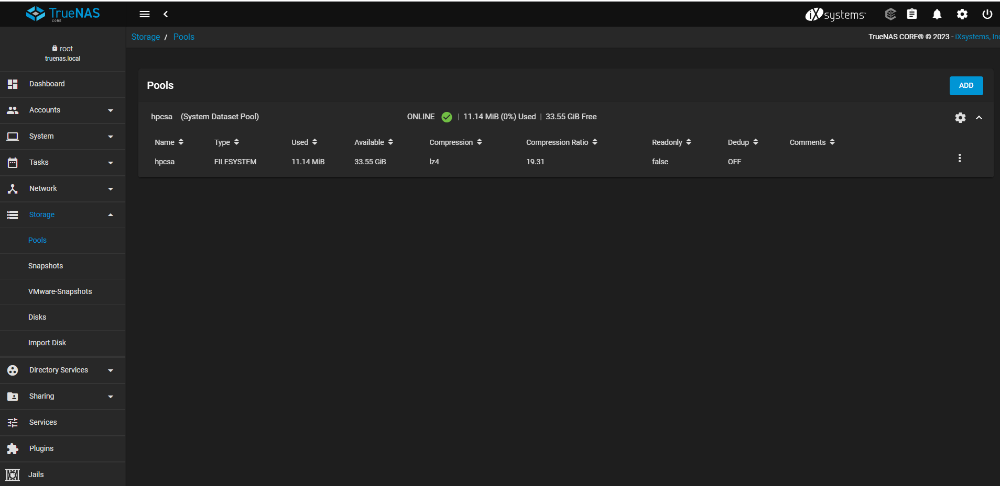 TrueNAS
CORE
iXsystems™
Storage / Pools
TrueNAS CORE® © 2023 - iXsystems, Inc
root
truenas.local
Dashboard
Accounts
System
Tasks
Network
Storage
Pools
Snapshots
VMware-Snapshots
Disks
Import Disk
Directory Services
Sharing
Services
Plugins
Jails
Pools
ADD
hpcsa (System Dataset Pool) ONLINE | 11.14 MiB (0%) Used | 33.55 GiB Free
Name Type Used Available Compression Compression Ratio Readonly Dedup Comments
hpcsa FILESYSTEM 11.14 MiB 33.55 GiB lz4 19.31 false OFF